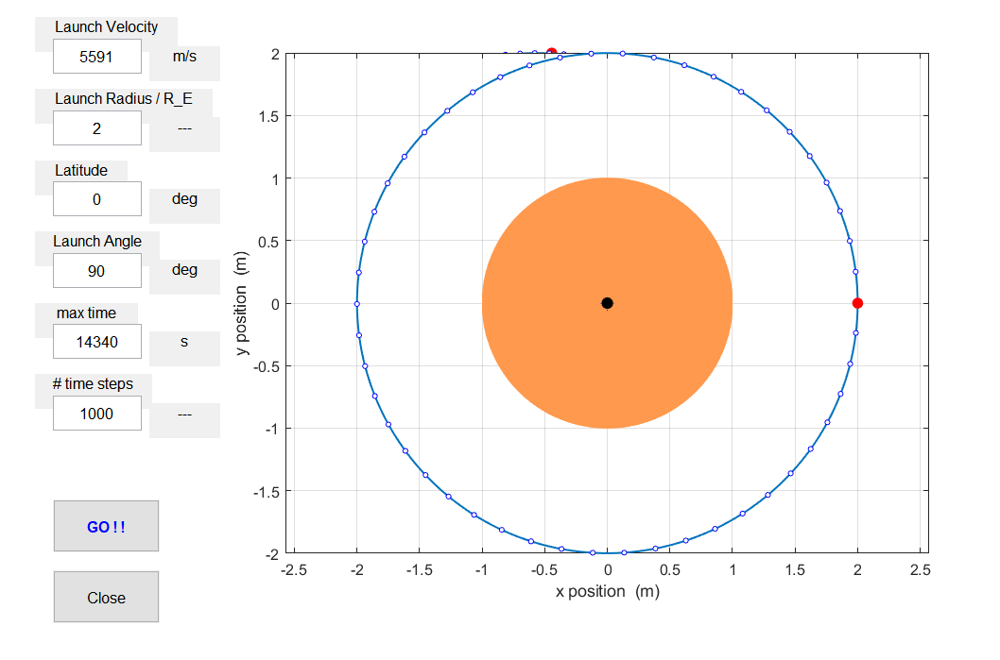 Launch Velocity
5591 m/s
Launch Radius / R_E
2 ---
Latitude
0 deg
Launch Angle
90 deg
max time
14340 s
# time steps
1000 ---
GO ! !
Close
2
1.5
1
0.5
0
-0.5
-1
-1.5
-2
y position (m)
-2.5 -2 -1.5 -1 -0.5 0 0.5 1 1.5 2 2.5
x position (m)